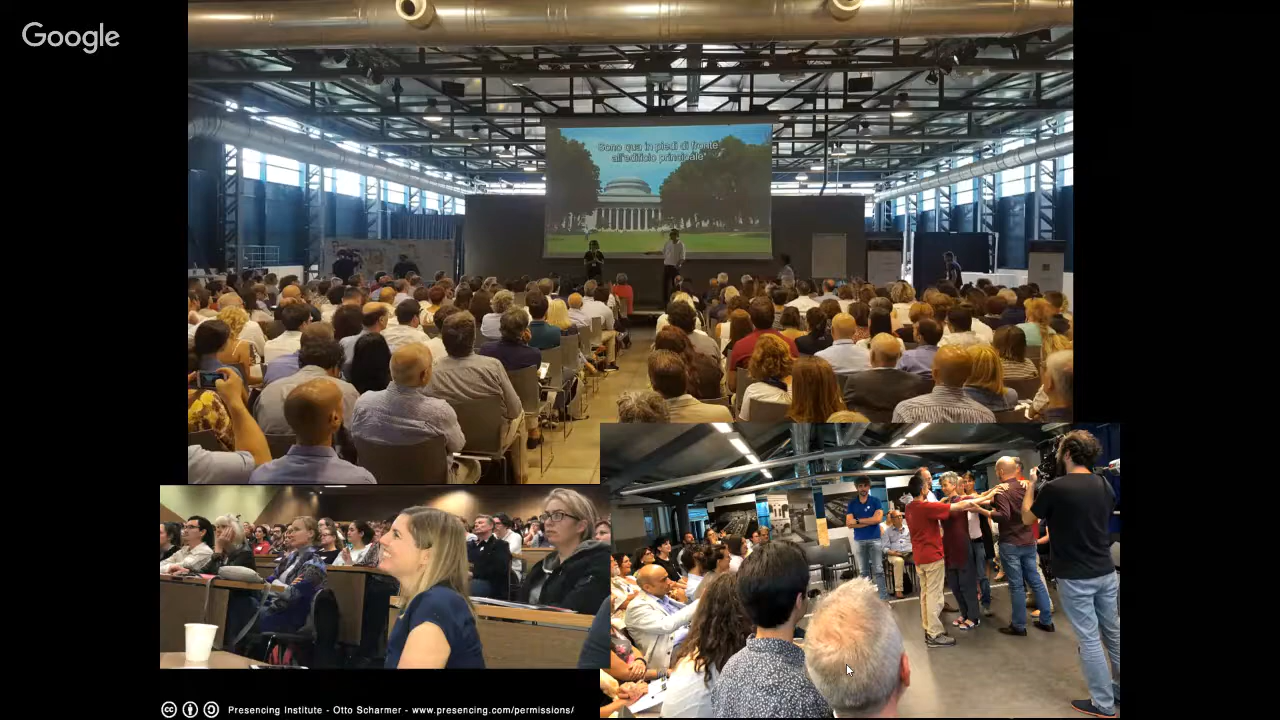 Google
Sono qua in piedi di fronte
all'edificio principale"
Presencing Institute - Otto Scharmer - www.presencing.com/permissions/